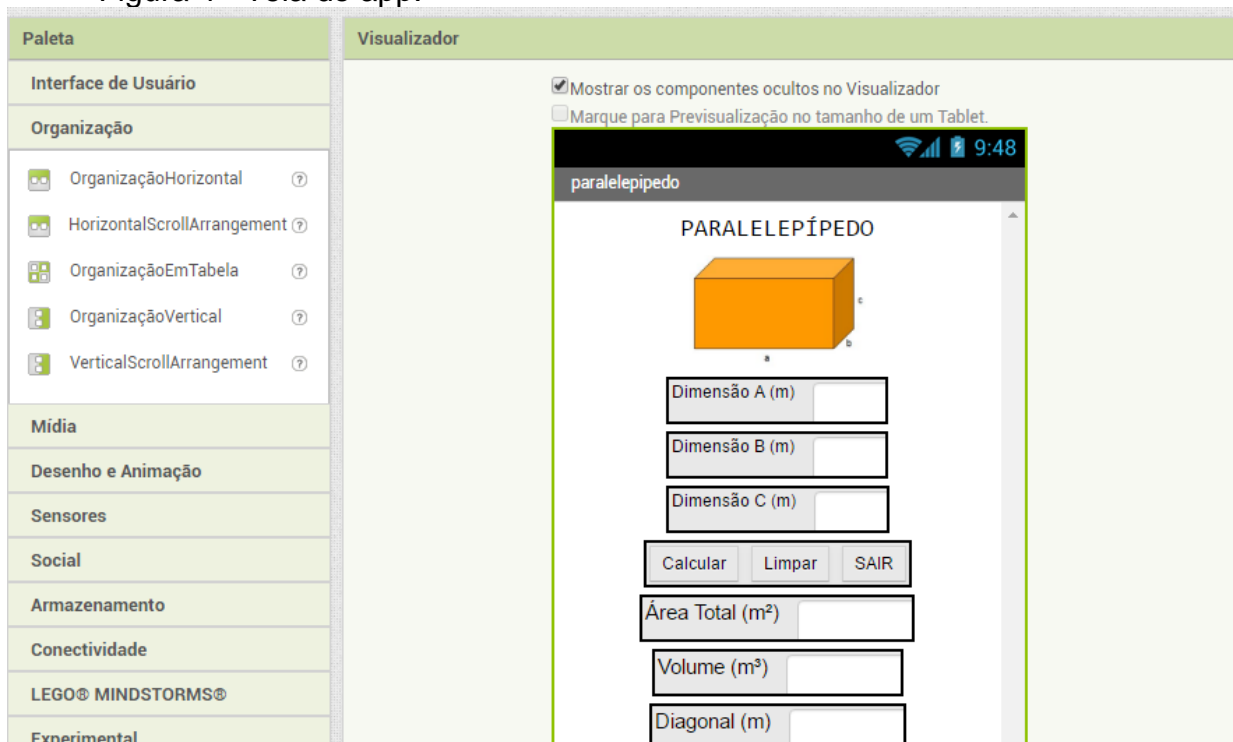 Paleta
Interface de Usuário
Organização
OrganizaçãoHorizontal ?
HorizontalScrollArrangement ?
OrganizaçãoEmTabela ?
OrganizaçãoVertical ?
VerticalScrollArrangement ?
Mídia
Desenho e Animação
Sensores
Social
Armazenamento
Conectividade
LEGO® MINDSTORMS®
Experimental
Visualizador
Mostrar os componentes ocultos no Visualizador
Marque para Previsualização no tamanho de um Tablet.
9:48
paralelepipedo
PARALELEPÍPEDO
c
b
a
Dimensão A (m)
Dimensão B (m)
Dimensão C (m)
Calcular Limpar SAIR
Área Total (m²)
Volume (m³)
Diagonal (m)